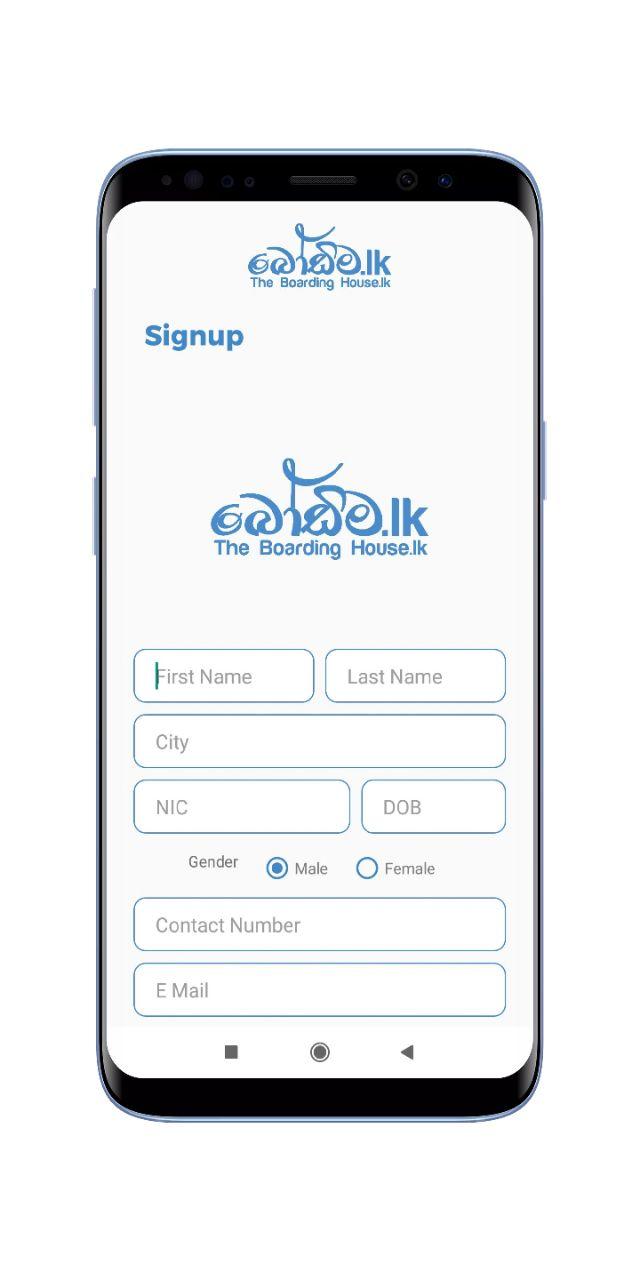 බෝඩිම.lk
The Boarding House.lk
Signup
බෝඩිම.lk
The Boarding House.lk
First Name Last Name
City
NIC DOB
Gender Male Female
Contact Number
E Mail